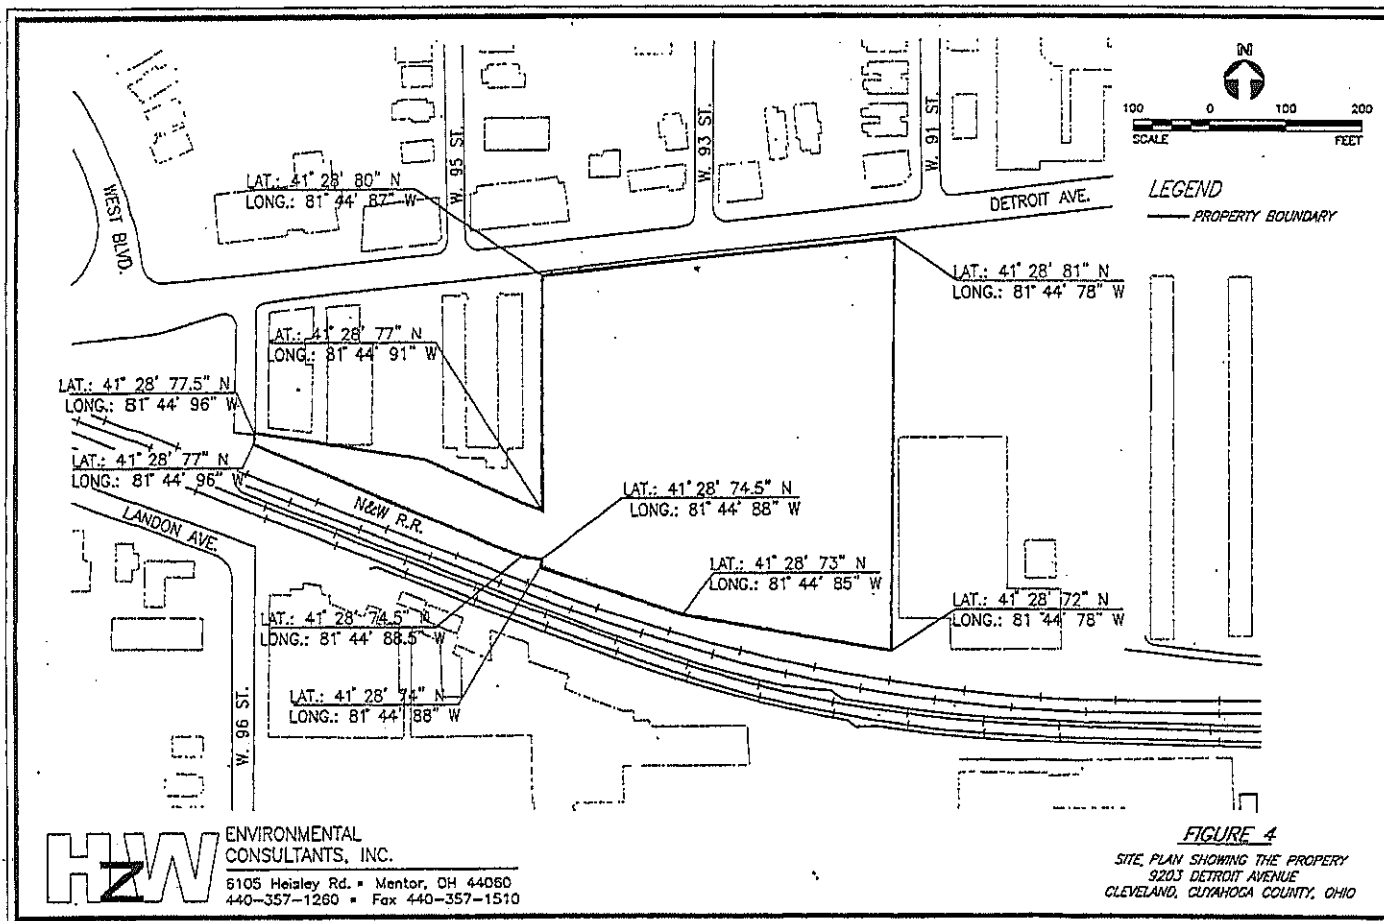 N
100 0 100 200
SCALE FEET
LEGEND
PROPERTY BOUNDARY
WEST BLVD.
W. 95 ST.
W. 93 ST.
W. 91 ST.
DETROIT AVE.
LAT.: 41° 28' 80" N
LONG.: 81° 44' 87" W
LAT.: 41° 28' 81" N
LONG.: 81° 44' 78" W
LAT.: 41° 28' 77" N
LONG.: 81° 44' 91" W
LAT.: 41° 28' 77.5" N
LONG.: 81° 44' 96" W
LAT.: 41° 28' 77" N
LONG.: 81° 44' 96" W
N&W R.R.
LANDON AVE.
LAT.: 41° 28' 74.5" N
LONG.: 81° 44' 88" W
LAT.: 41° 28' 73" N
LONG.: 81° 44' 85" W
LAT.: 41° 28' 72" N
LONG.: 81° 44' 78" W
LAT.: 41° 28' 74.5" N
LONG.: 81° 44' 88.5" W
LAT.: 41° 28' 74" N
LONG.: 81° 44' 88" W
W. 96 ST.
HzW
ENVIRONMENTAL
CONSULTANTS, INC.
6105 Heisley Rd. ▪ Mentor, OH 44060
440-357-1260 ▪ Fax 440-357-1510
FIGURE 4
SITE PLAN SHOWING THE PROPERTY
9203 DETROIT AVENUE
CLEVELAND, CUYAHOGA COUNTY, OHIO